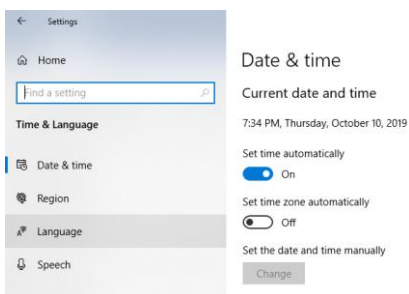 Settings
Home
Find a setting
Time & Language
Date & time
Region
Language
Speech
Date & time
Current date and time
7:34 PM, Thursday, October 10, 2019
Set time automatically
On
Set time zone automatically
Off
Set the date and time manually
Change